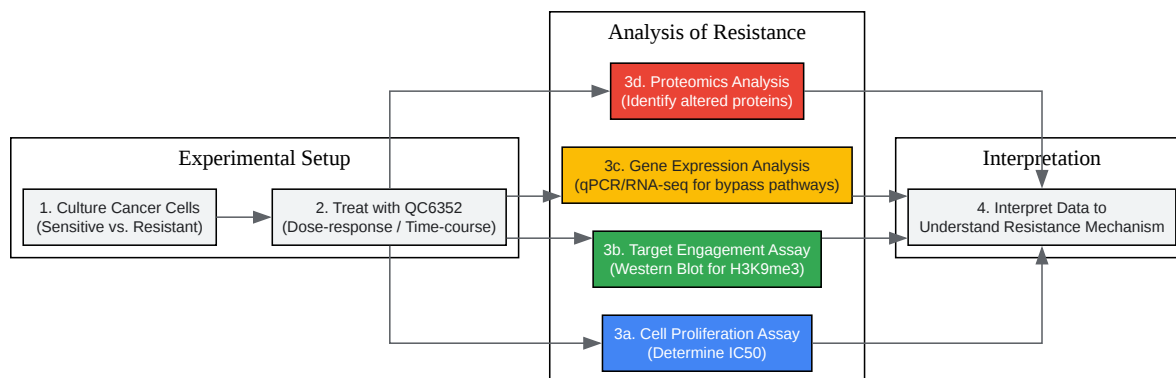 Experimental Setup
1. Culture Cancer Cells
(Sensitive vs. Resistant)
2. Treat with QC6352
(Dose-response / Time-course)
Analysis of Resistance
3d. Proteomics Analysis
(Identify altered proteins)
3c. Gene Expression Analysis
(qPCR/RNA-seq for bypass pathways)
3b. Target Engagement Assay
(Western Blot for H3K9me3)
3a. Cell Proliferation Assay
(Determine IC50)
Interpretation
4. Interpret Data to
Understand Resistance Mechanism